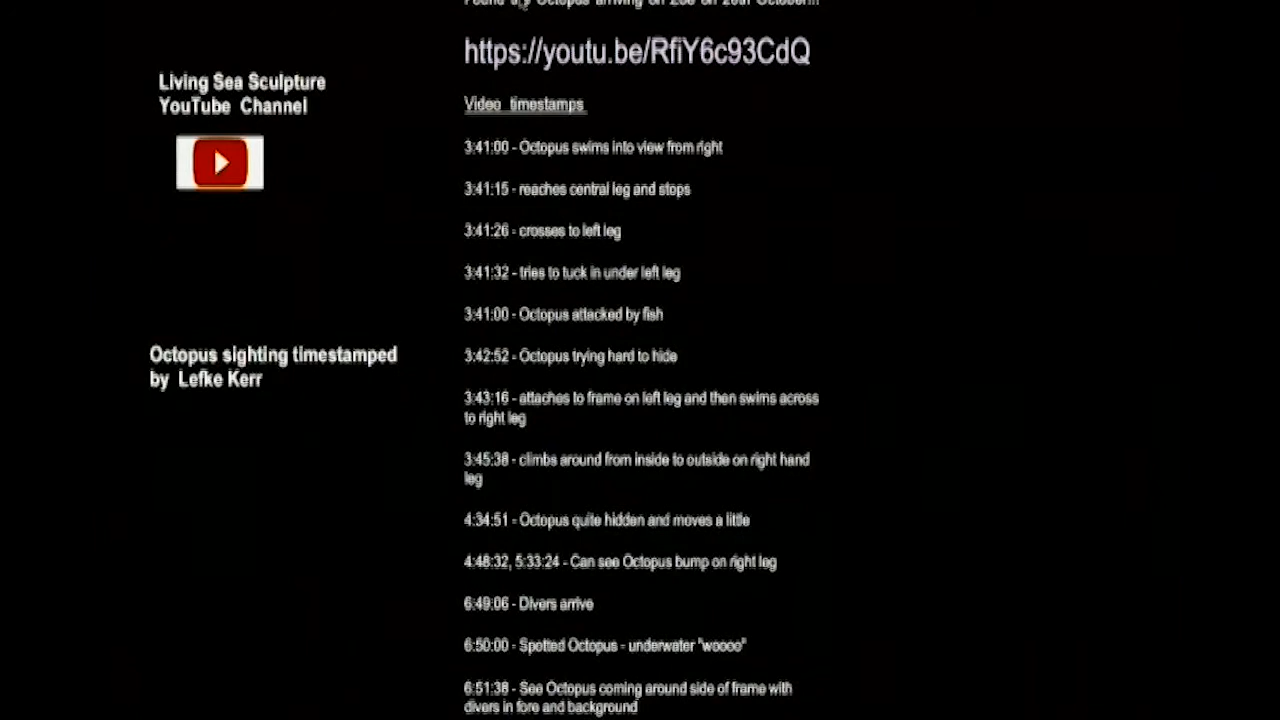 Octopus arriving on Zoe on 26th October...
https://youtu.be/RfiY6c93CdQ
Living Sea Sculpture
YouTube Channel
Video timestamps
3:41:00 - Octopus swims into view from right
3:41:15 - reaches central leg and stops
3:41:26 - crosses to left leg
3:41:32 - tries to tuck in under left leg
3:41:00 - Octopus attacked by fish
Octopus sighting timestamped
by Lefke Kerr
3:42:52 - Octopus trying hard to hide
3:43:16 - attaches to frame on left leg and then swims across
to right leg
3:45:38 - climbs around from inside to outside on right hand
leg
4:34:51 - Octopus quite hidden and moves a little
4:48:32, 5:33:24 - Can see Octopus bump on right leg
6:49:06 - Divers arrive
6:50:00 - Spotted Octopus - underwater "woooo"
6:51:38 - See Octopus coming around side of frame with
divers in fore and background